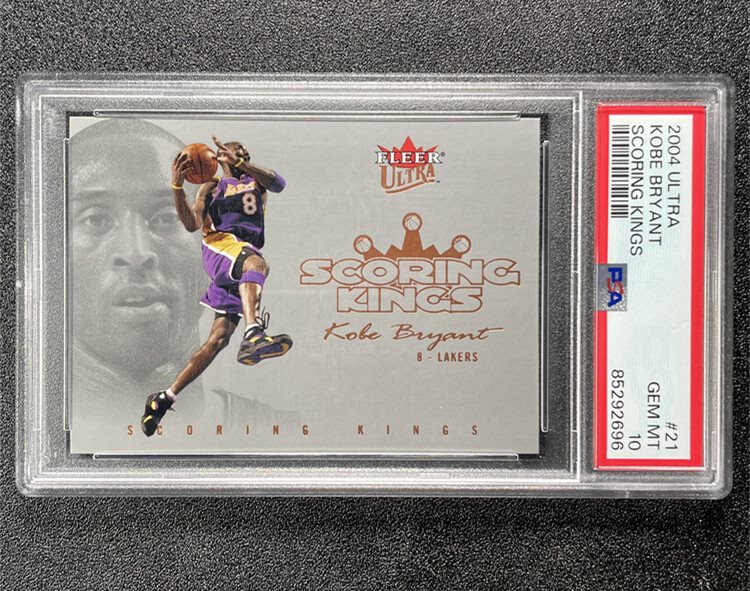 FLEER
ULTRA
SCORING
KINGS
Kobe Bryant
8 - LAKERS
SCORING KINGS
LAKERS
8
2004 ULTRA
KOBE BRYANT
SCORING KINGS
PSA
#21
GEM MT
10
85292696